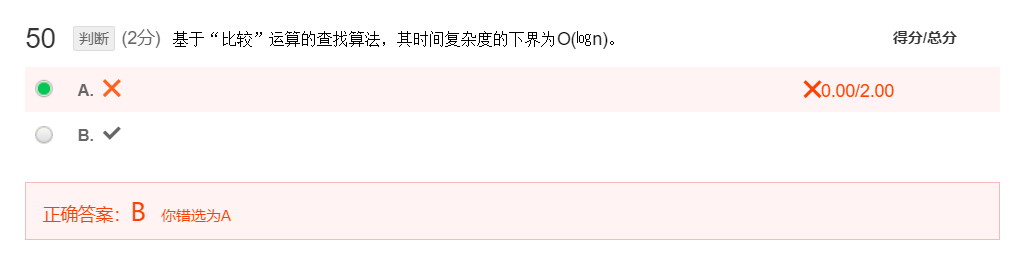 50 判断 (2分) 基于“比较”运算的查找算法，其时间复杂度的下界为O(㏒n)。 得分/总分
A. 0.00/2.00
B.
正确答案：B 你错选为A